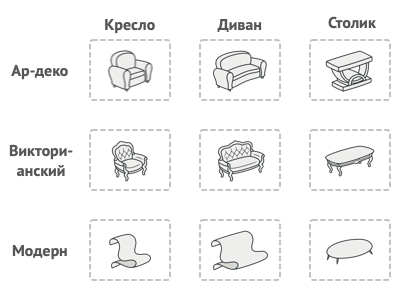 Кресло Диван Столик
Ар-деко
Виктори-
анский
Модерн